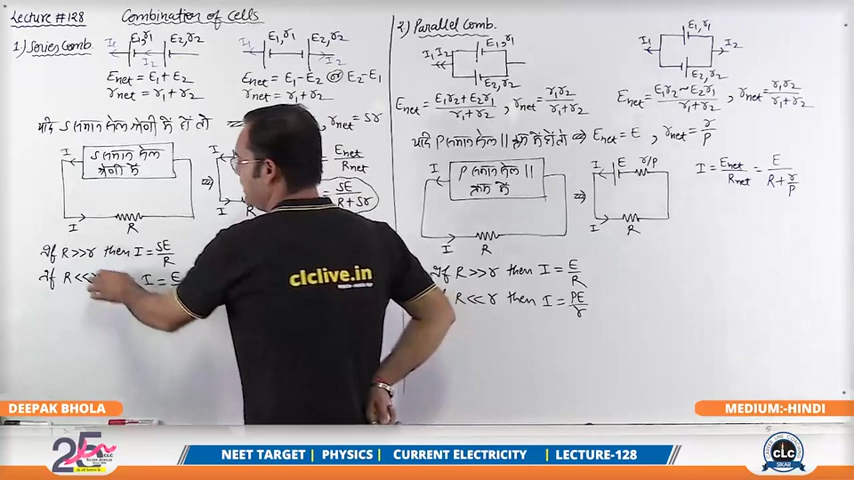 Lecture #128 Combination of Cells
1) Series Comb.
E1,r1 E2,r2
I1 I2
Enet = E1 + E2
rnet = r1 + r2
E1,r1 E2,r2
I1 I2
Enet = E1 - E2 or E2 - E1
rnet = r1 + r2
यदि S समान सेल श्रेणी में हों तो
rnet = Sr
S समान सेल
श्रेणी में
I I R
⇒
I I R
Enet
Rnet
= SE
R + Sr
If R >> r then I = SE/R
If R << I = E
2) Parallel Comb.
I1 I2 E1,r1
E2,r2
E1,r1
I1 I2
E2,r2
Enet = E1r2 + E2r1 / r1 + r2 , rnet = r1r2 / r1 + r2
Enet = E1r2 ~ E2r1 / r1 + r2 , rnet = r1r2 / r1 + r2
यदि P समान सेल || क्रम में हों तो ⇒ Enet = E , rnet = r/P
P समान सेल ||
क्रम में
I I R
⇒
I E r/P
I R
I = Enet / Rnet = E / R + r/P
If R >> r then I = E/R
R << r then I = PE/r
clclive.in
DEEPAK BHOLA
MEDIUM:-HINDI
25
CLC
NEET TARGET | PHYSICS | CURRENT ELECTRICITY | LECTURE-128
CLC
SIKAR